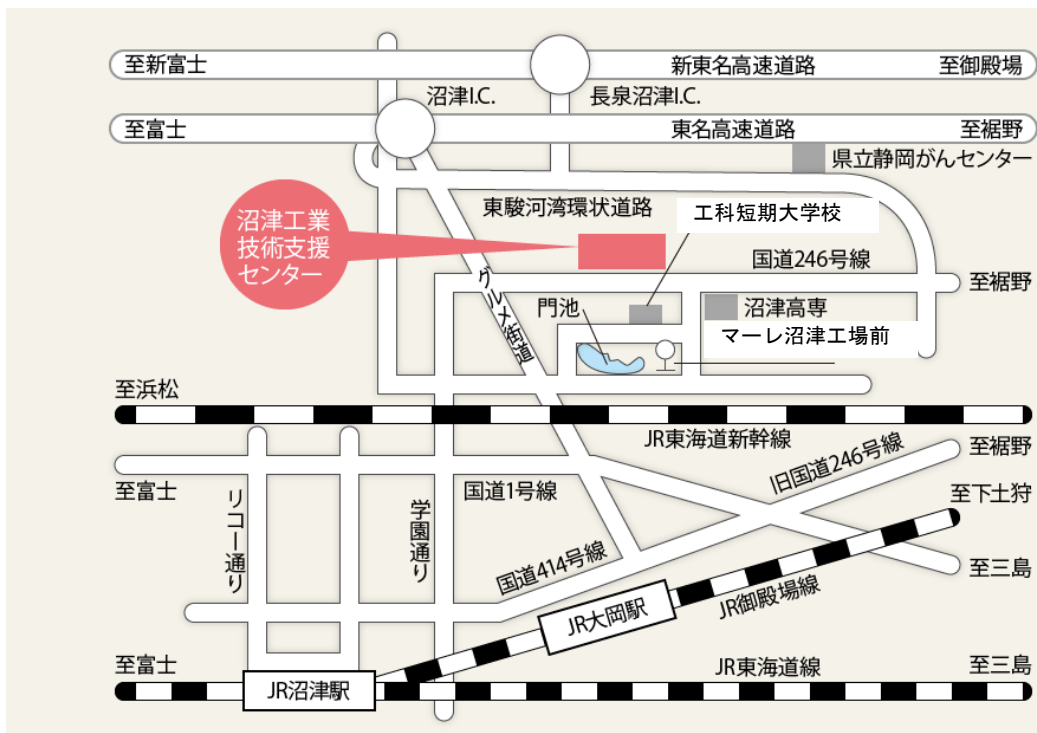 至新富士
新東名高速道路
至御殿場
沼津I.C.
長泉沼津I.C.
至富士
東名高速道路
至裾野
県立静岡がんセンター
東駿河湾環状道路
工科短期大学校
沼津工業
技術支援
センター
国道246号線
至裾野
グルメ街道
門池
沼津高専
マーレ沼津工場前
至浜松
JR東海道新幹線
旧国道246号線
至裾野
至富士
リコー通り
学園通り
国道1号線
至下土狩
国道414号線
至三島
JR大岡駅
JR御殿場線
至富士
JR東海道線
至三島
JR沼津駅